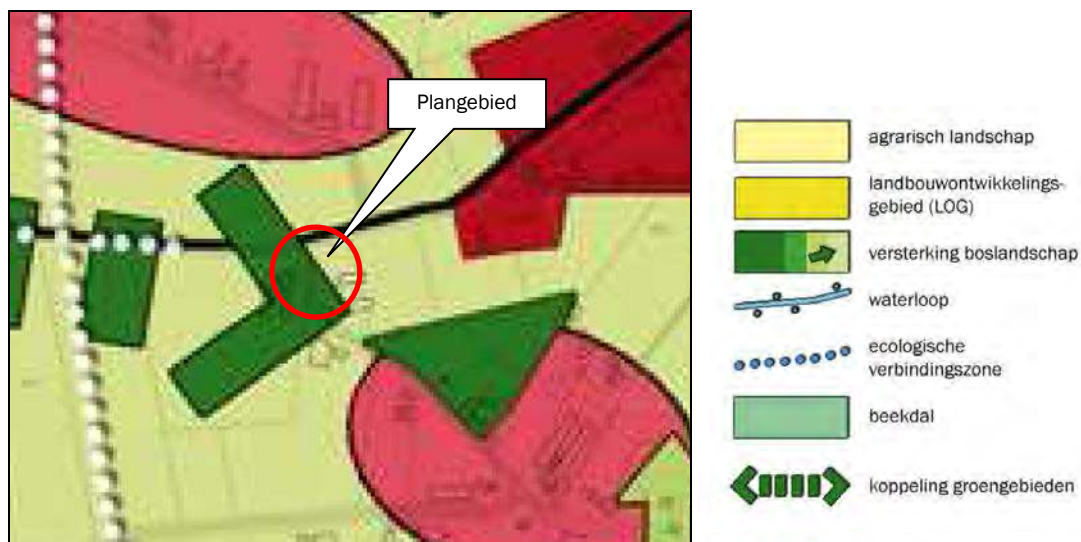 Plangebied
agrarisch landschap
landbouwontwikkelings-
gebied (LOG)
versterking boslandschap
waterloop
ecologische
verbindingszone
beekdal
koppeling groengebieden